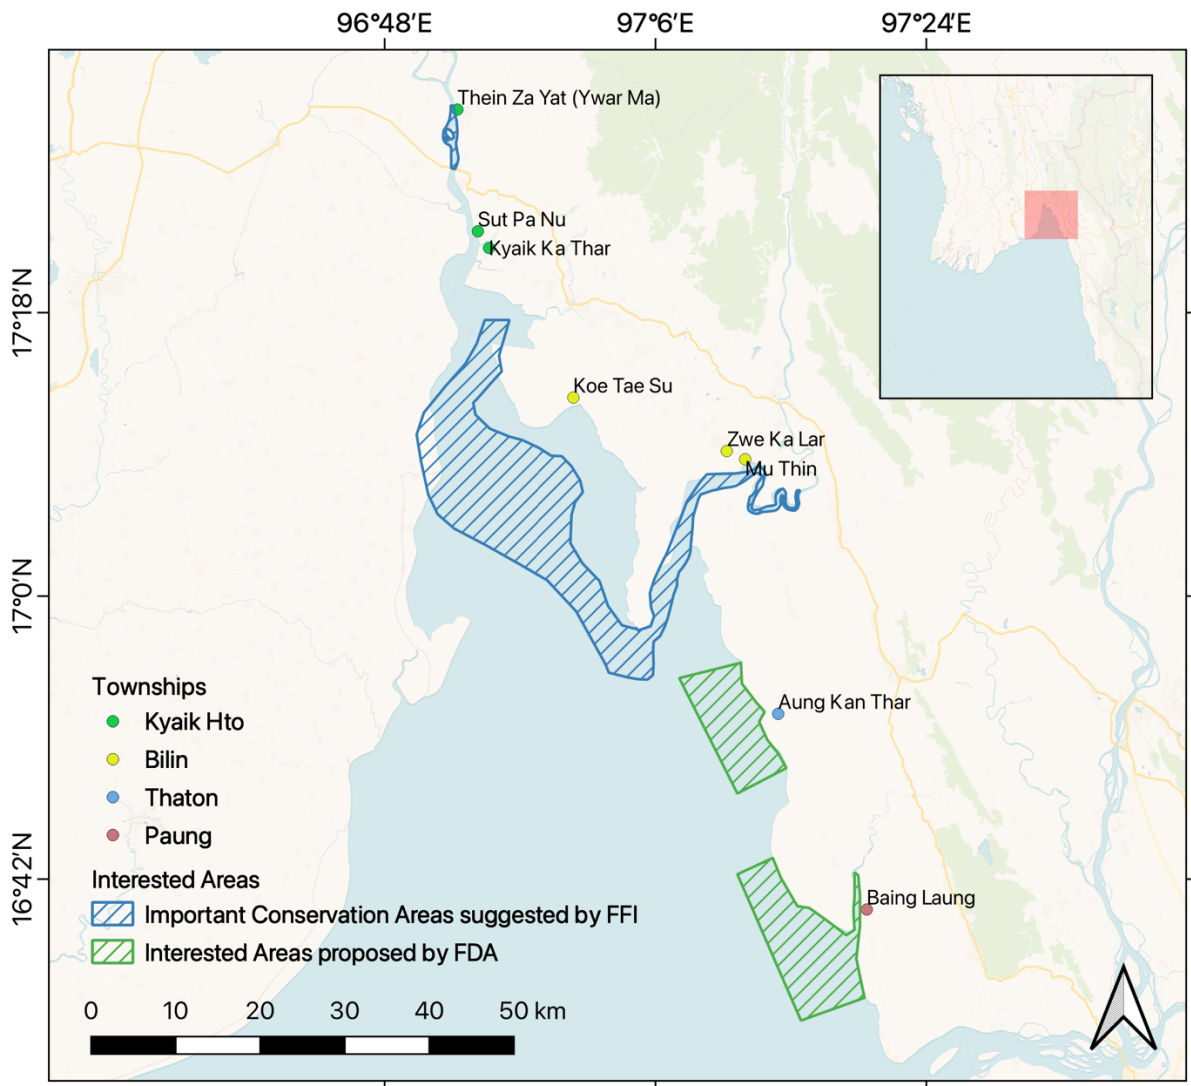 96°48′E
97°6′E
97°24′E
Thein Za Yat (Ywar Ma)
Sut Pa Nu
Kyaik Ka Thar
17°18′N
Koe Tae Su
Zwe Ka Lar
Mu Thin
17°0′N
Townships
Kyaik Hto
Bilin
Thaton
Paung
Aung Kan Thar
16°42′N
Interested Areas
Important Conservation Areas suggested by FFI
Interested Areas proposed by FDA
Baing Laung
0 10 20 30 40 50 km